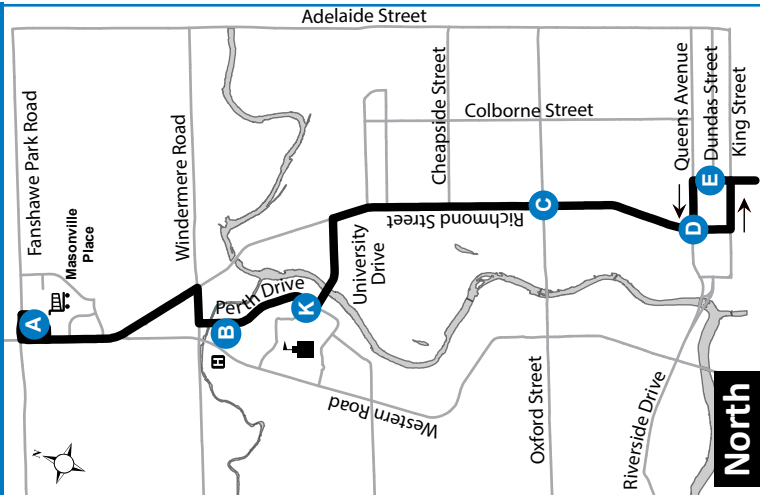 Adelaide Street
Fanshawe Park Road
Windermere Road
Cheapside Street
Colborne Street
Queens Avenue
Dundas Street
King Street
Masonville
Place
Richmond Street
University
Drive
Perth Drive
Western Road
Oxford Street
Riverside Drive
A
B
K
C
D
E
H
N
North